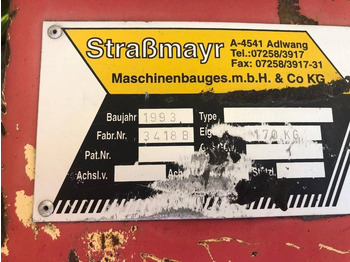 Straßmayr A-4541 Adlwang
Tel.:07258/3917
Fax: 07258/3917-31
Maschinenbauges.m.b.H. & Co KG
Baujahr 1993 Type
Fabr.Nr. 3418 B 170 KG
Pat.Nr.
Achsl.v.